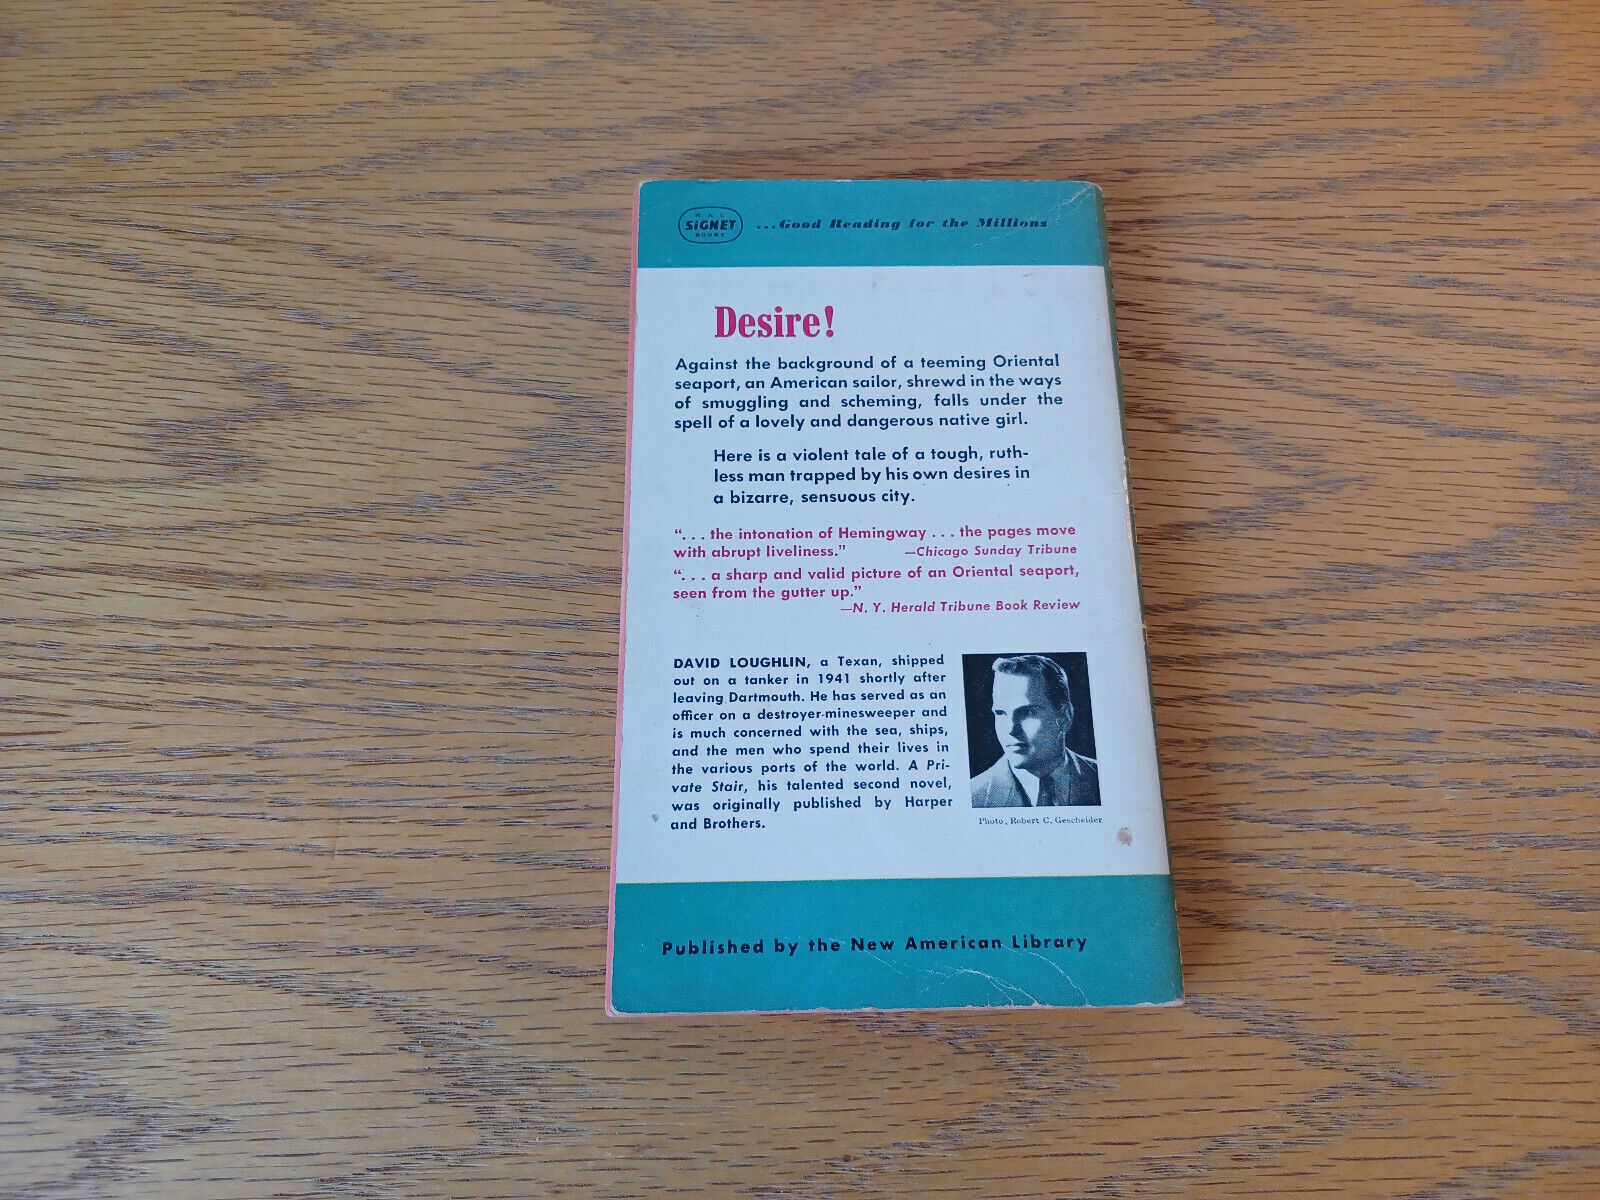 NAL
SIGNET
BOOKS
...Good Reading for the Millions
Desire!
Against the background of a teeming Oriental
seaport, an American sailor, shrewd in the ways
of smuggling and scheming, falls under the
spell of a lovely and dangerous native girl.
Here is a violent tale of a tough, ruth-
less man trapped by his own desires in
a bizarre, sensuous city.
“. . . the intonation of Hemingway . . . the pages move
with abrupt liveliness.” —Chicago Sunday Tribune
“. . . a sharp and valid picture of an Oriental seaport,
seen from the gutter up.”
—N. Y. Herald Tribune Book Review
DAVID LOUGHLIN, a Texan, shipped
out on a tanker in 1941 shortly after
leaving Dartmouth. He has served as an
officer on a destroyer-minesweeper and
is much concerned with the sea, ships,
and the men who spend their lives in
the various ports of the world. A Pri-
vate Stair, his talented second novel,
was originally published by Harper
and Brothers.
Photo, Robert C. Gescheider
Published by the New American Library